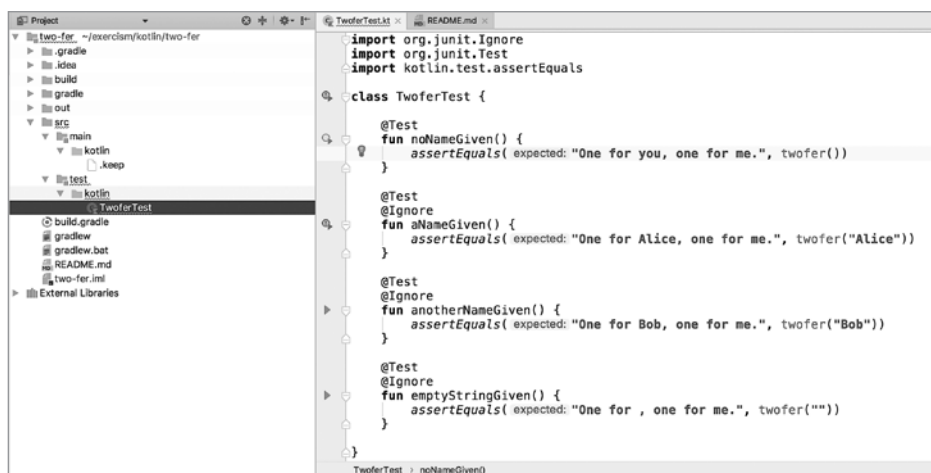 Project
two-fer ~/exercism/kotlin/two-fer
.gradle
.idea
build
gradle
out
src
main
kotlin
.keep
test
kotlin
TwoferTest
build.gradle
gradlew
gradlew.bat
README.md
two-fer.iml
External Libraries
TwoferTest.kt
README.md
import org.junit.Ignore
import org.junit.Test
import kotlin.test.assertEquals
class TwoferTest {
@Test
fun noNameGiven() {
assertEquals( expected: "One for you, one for me.", twofer())
}
@Test
@Ignore
fun aNameGiven() {
assertEquals( expected: "One for Alice, one for me.", twofer("Alice"))
}
@Test
@Ignore
fun anotherNameGiven() {
assertEquals( expected: "One for Bob, one for me.", twofer("Bob"))
}
@Test
@Ignore
fun emptyStringGiven() {
assertEquals( expected: "One for , one for me.", twofer(""))
}
}
TwoferTest > noNameGiven()